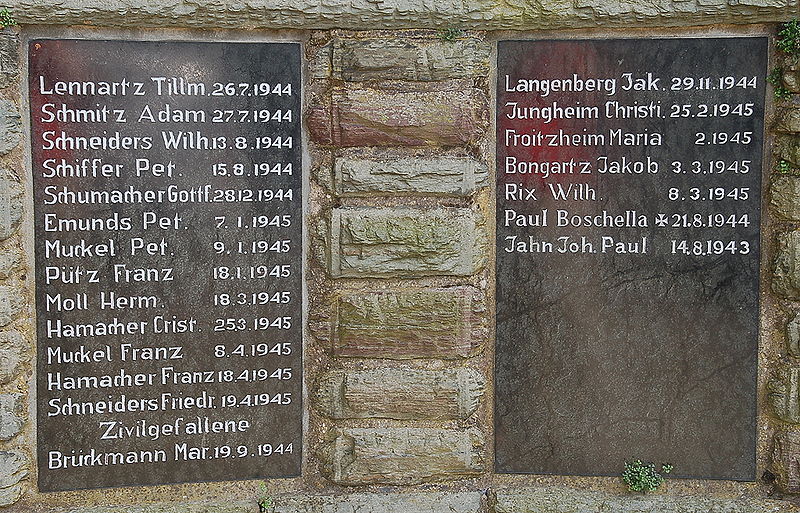 Lennartz Tillm. 26.7.1944
Schmitz Adam 27.7.1944
Schneiders Wilh. 13.8.1944
Schiffer Pet. 15.8.1944
Schumacher Gottf. 28.12.1944
Emunds Pet. 7.1.1945
Muckel Pet. 9.1.1945
Pütz Franz 18.1.1945
Moll Herm. 18.3.1945
Hamacher Crist. 25.3.1945
Muckel Franz 8.4.1945
Hamacher Franz 18.4.1945
Schneiders Friedr. 19.4.1945
Zivilgefallene
Brückmann Mar. 19.9.1944
Langenberg Jak. 29.11.1944
Jungheim Christi. 25.2.1945
Froitzheim Maria 2.1945
Bongartz Jakob 3.3.1945
Rix Wilh. 8.3.1945
Paul Boschella ✠ 21.8.1944
Jahn Joh. Paul 14.8.1943